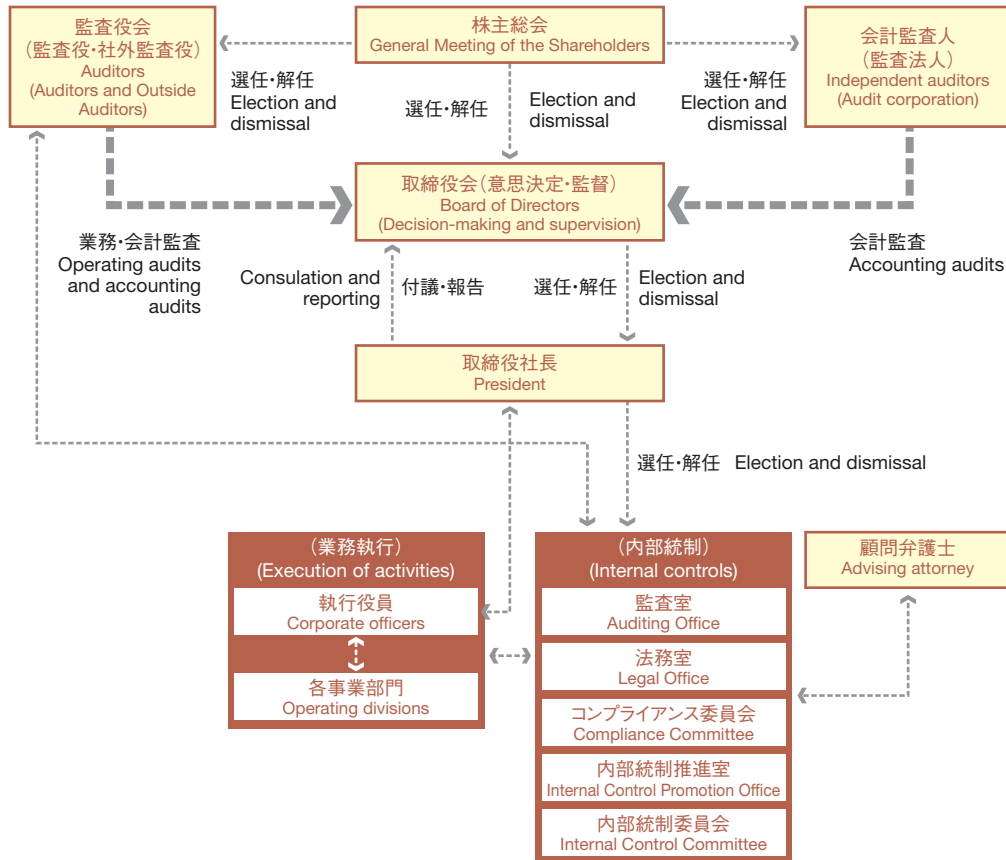 監査役会
(監査役・社外監査役)
Auditors
(Auditors and Outside
Auditors)
株主総会
General Meeting of the Shareholders
会計監査人
(監査法人)
Independent auditors
(Audit corporation)
選任・解任
Election and
dismissal
選任・解任
Election and
dismissal
選任・解任
Election and
dismissal
取締役会(意思決定・監督)
Board of Directors
(Decision-making and supervision)
業務・会計監査
Operating audits
and accounting
audits
会計監査
Accounting audits
Consulation and
reporting
付議・報告
選任・解任
Election and
dismissal
取締役社長
President
選任・解任 Election and dismissal
(業務執行)
(Execution of activities)
執行役員
Corporate officers
各事業部門
Operating divisions
(内部統制)
(Internal controls)
監査室
Auditing Office
法務室
Legal Office
コンプライアンス委員会
Compliance Committee
内部統制推進室
Internal Control Promotion Office
内部統制委員会
Internal Control Committee
顧問弁護士
Advising attorney